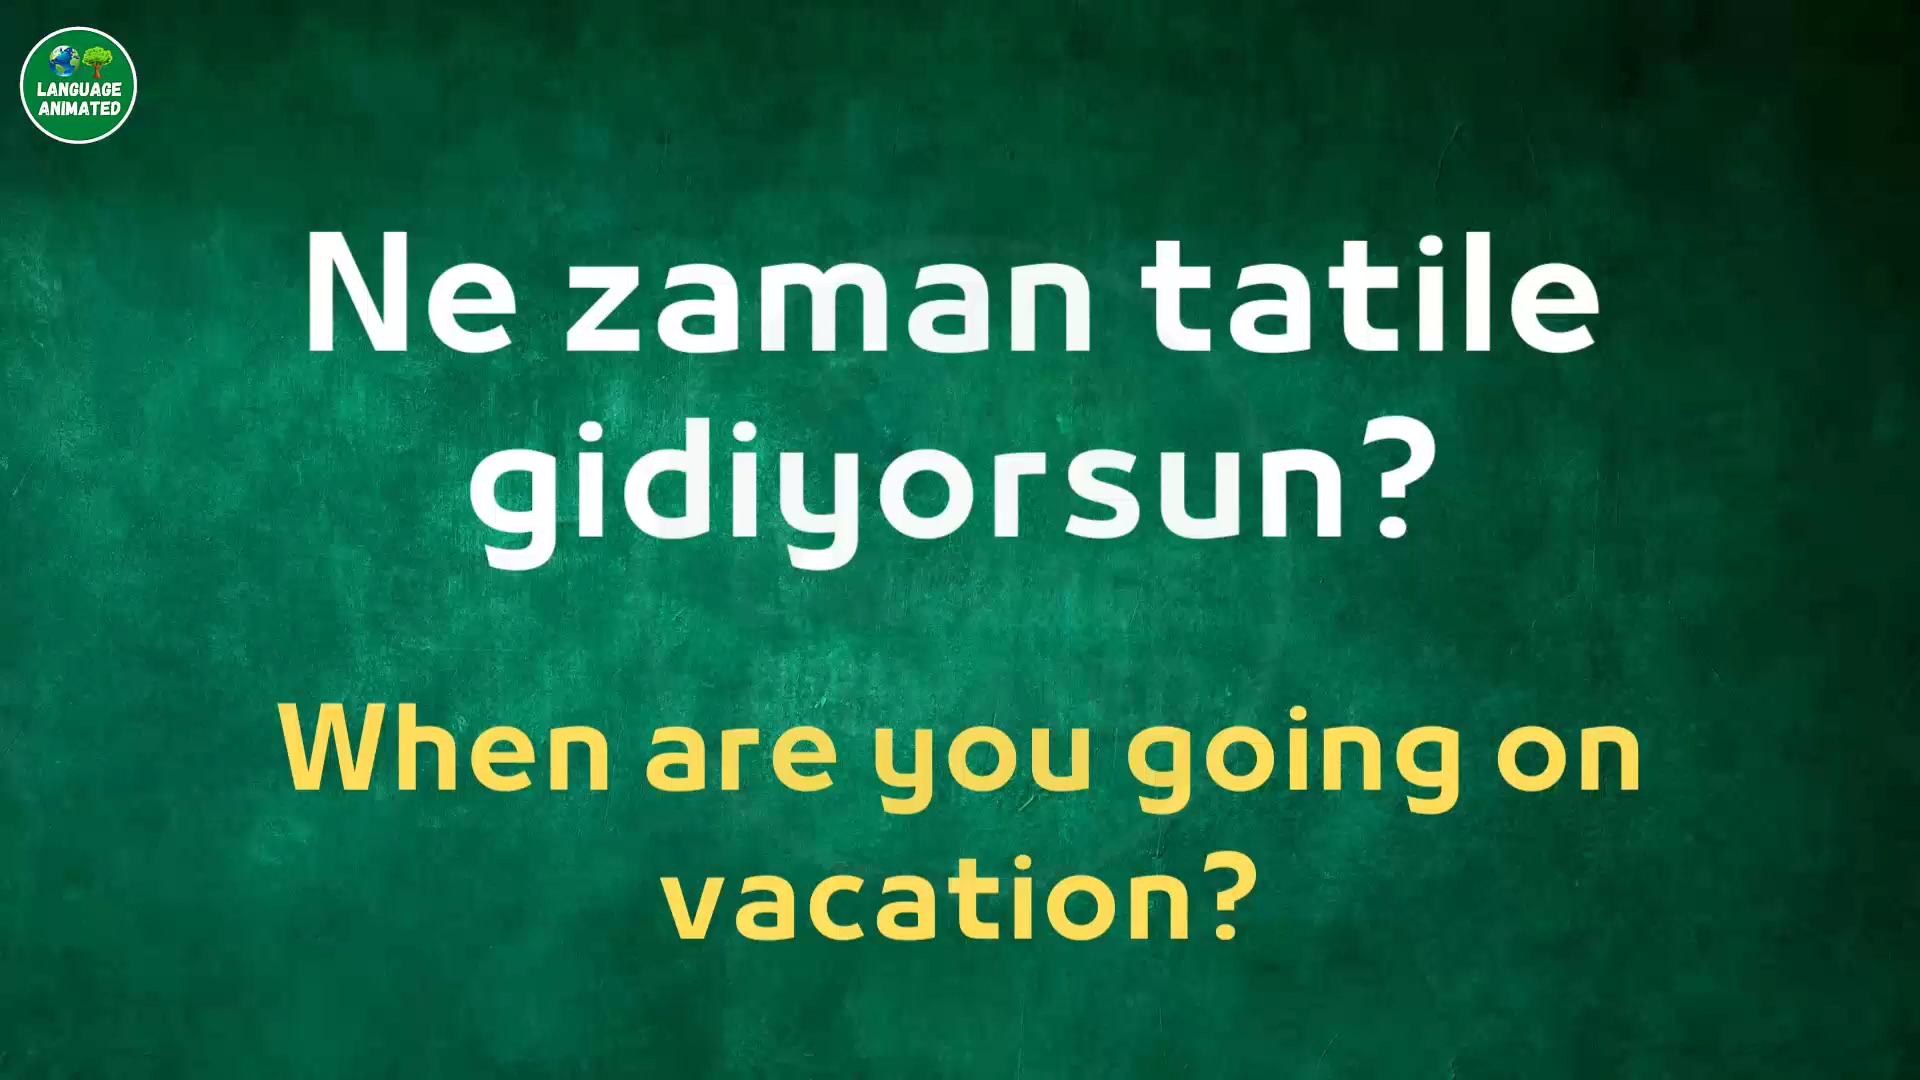 LANGUAGE
ANIMATED
Ne zaman tatile
gidiyorsun?
When are you going on
vacation?